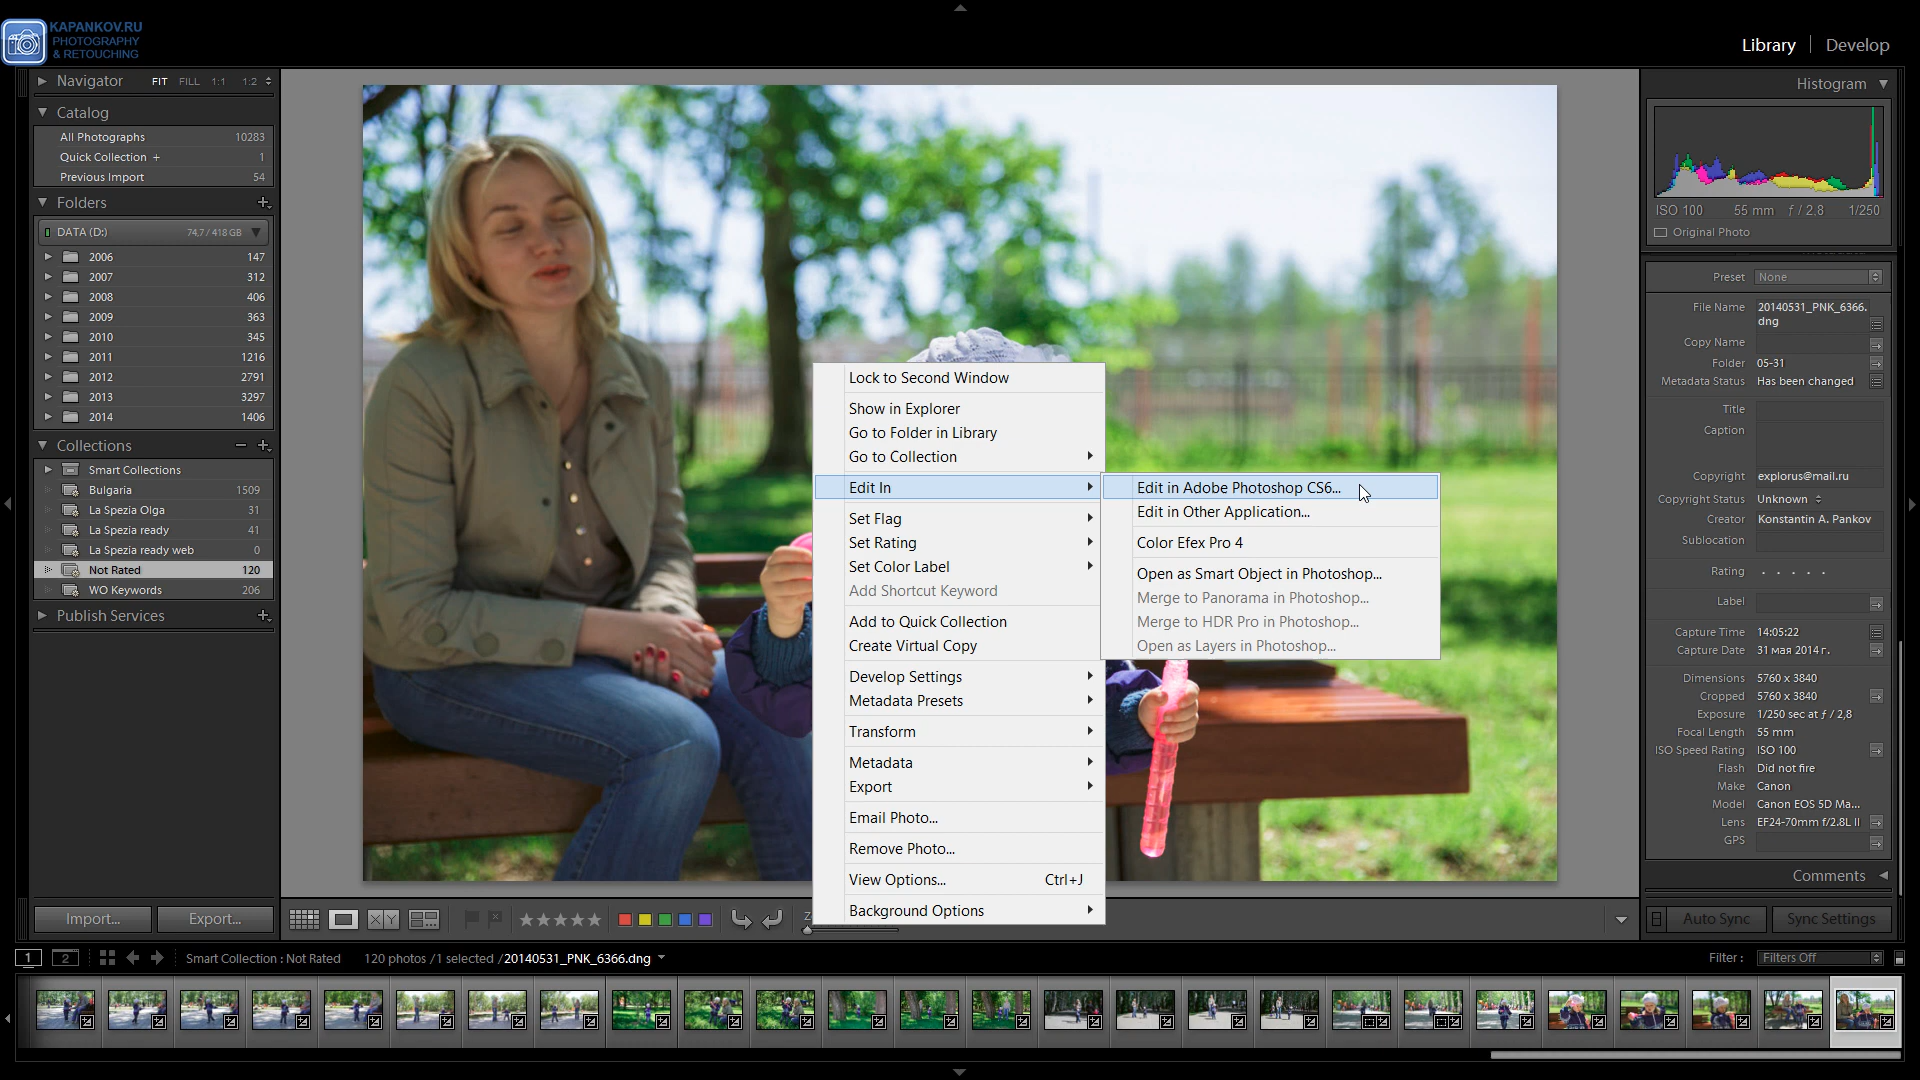 KAPANKOV.RU
PHOTOGRAPHY
& RETOUCHING
Library | Develop
Navigator FIT FILL 1:1 1:2
Catalog
All Photographs 10283
Quick Collection + 1
Previous Import 54
Folders
DATA (D:) 74,7 / 418 GB
2006 147
2007 312
2008 406
2009 363
2010 345
2011 1216
2012 2791
2013 3297
2014 1406
Collections
Smart Collections
Bulgaria 1509
La Spezia Olga 31
La Spezia ready 41
La Spezia ready web 0
Not Rated 120
WO Keywords 206
Publish Services
Import... Export...
Lock to Second Window
Show in Explorer
Go to Folder in Library
Go to Collection
Edit In
Set Flag
Set Rating
Set Color Label
Add Shortcut Keyword
Add to Quick Collection
Create Virtual Copy
Develop Settings
Metadata Presets
Transform
Metadata
Export
Email Photo...
Remove Photo...
View Options... Ctrl+J
Background Options
Edit in Adobe Photoshop CS6...
Edit in Other Application...
Color Efex Pro 4
Open as Smart Object in Photoshop...
Merge to Panorama in Photoshop...
Merge to HDR Pro in Photoshop...
Open as Layers in Photoshop...
Histogram
ISO 100 55 mm ƒ / 2,8 1/250
Original Photo
Preset None
File Name 20140531_PNK_6366.
dng
Copy Name
Folder 05-31
Metadata Status Has been changed
Title
Caption
Copyright explorus@mail.ru
Copyright Status Unknown
Creator Konstantin A. Pankov
Sublocation
Rating . . . . .
Label
Capture Time 14:05:22
Capture Date 31 мая 2014 г.
Dimensions 5760 x 3840
Cropped 5760 x 3840
Exposure 1/250 sec at ƒ / 2,8
Focal Length 55 mm
ISO Speed Rating ISO 100
Flash Did not fire
Make Canon
Model Canon EOS 5D Ma...
Lens EF24-70mm f/2.8L II
GPS
Comments
Auto Sync Sync Settings
X Y
1 2 Smart Collection : Not Rated 120 photos /1 selected /20140531_PNK_6366.dng
Filter : Filters Off